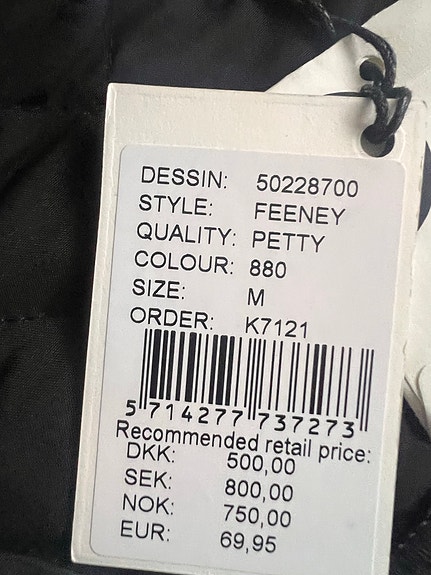 DESSIN: 50228700
STYLE: FEENEY
QUALITY: PETTY
COLOUR: 880
SIZE: M
ORDER: K7121
5 714277 737273
Recommended retail price:
DKK: 500,00
SEK: 800,00
NOK: 750,00
EUR: 69,95